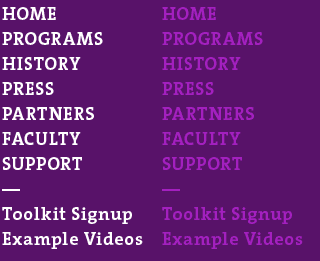 HOME HOME
PROGRAMS PROGRAMS
HISTORY HISTORY
PRESS PRESS
PARTNERS PARTNERS
FACULTY FACULTY
SUPPORT SUPPORT
— —
Toolkit Signup Toolkit Signup
Example Videos Example Videos